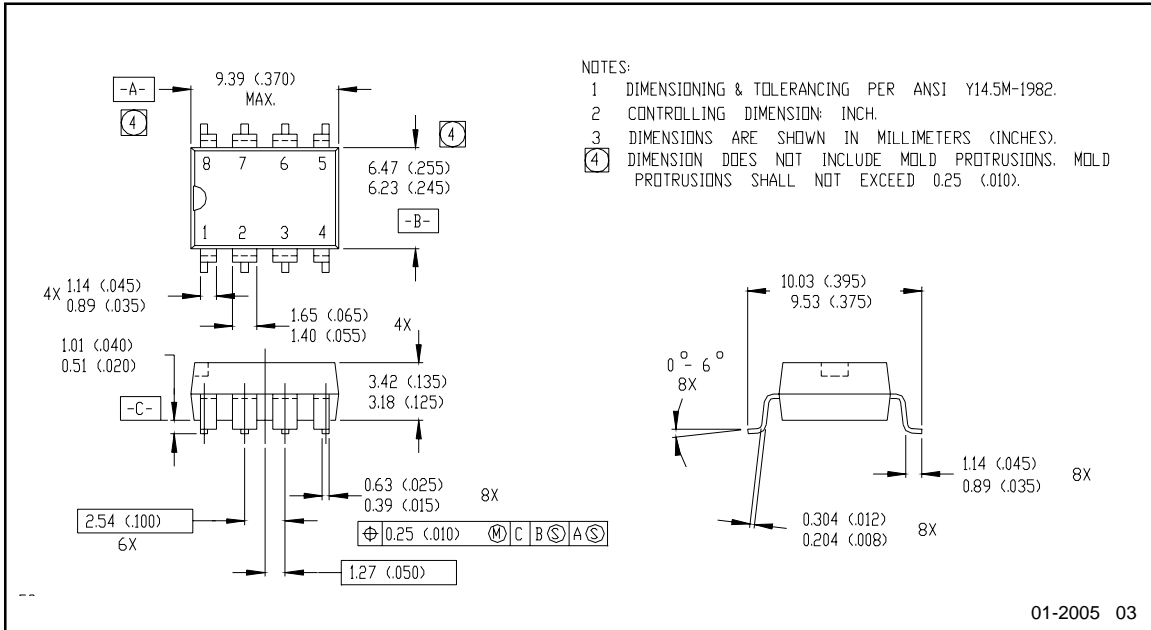 -A-
9.39 (.370)
MAX.
4
4
8 7 6 5
1 2 3 4
6.47 (.255)
6.23 (.245)
-B-
4X 1.14 (.045)
0.89 (.035)
1.65 (.065)
1.40 (.055) 4X
1.01 (.040)
0.51 (.020)
-C-
3.42 (.135)
3.18 (.125)
0.63 (.025)
0.39 (.015) 8X
2.54 (.100)
6X
⌖ 0.25 (.010) Ⓜ C B Ⓢ A Ⓢ
1.27 (.050)
NOTES:
1 DIMENSIONING & TOLERANCING PER ANSI Y14.5M-1982.
2 CONTROLLING DIMENSION: INCH.
3 DIMENSIONS ARE SHOWN IN MILLIMETERS (INCHES).
4 DIMENSION DOES NOT INCLUDE MOLD PROTRUSIONS. MOLD
PROTRUSIONS SHALL NOT EXCEED 0.25 (.010).
10.03 (.395)
9.53 (.375)
0° - 6°
8X
1.14 (.045)
0.89 (.035) 8X
0.304 (.012)
0.204 (.008) 8X
01-2005 03